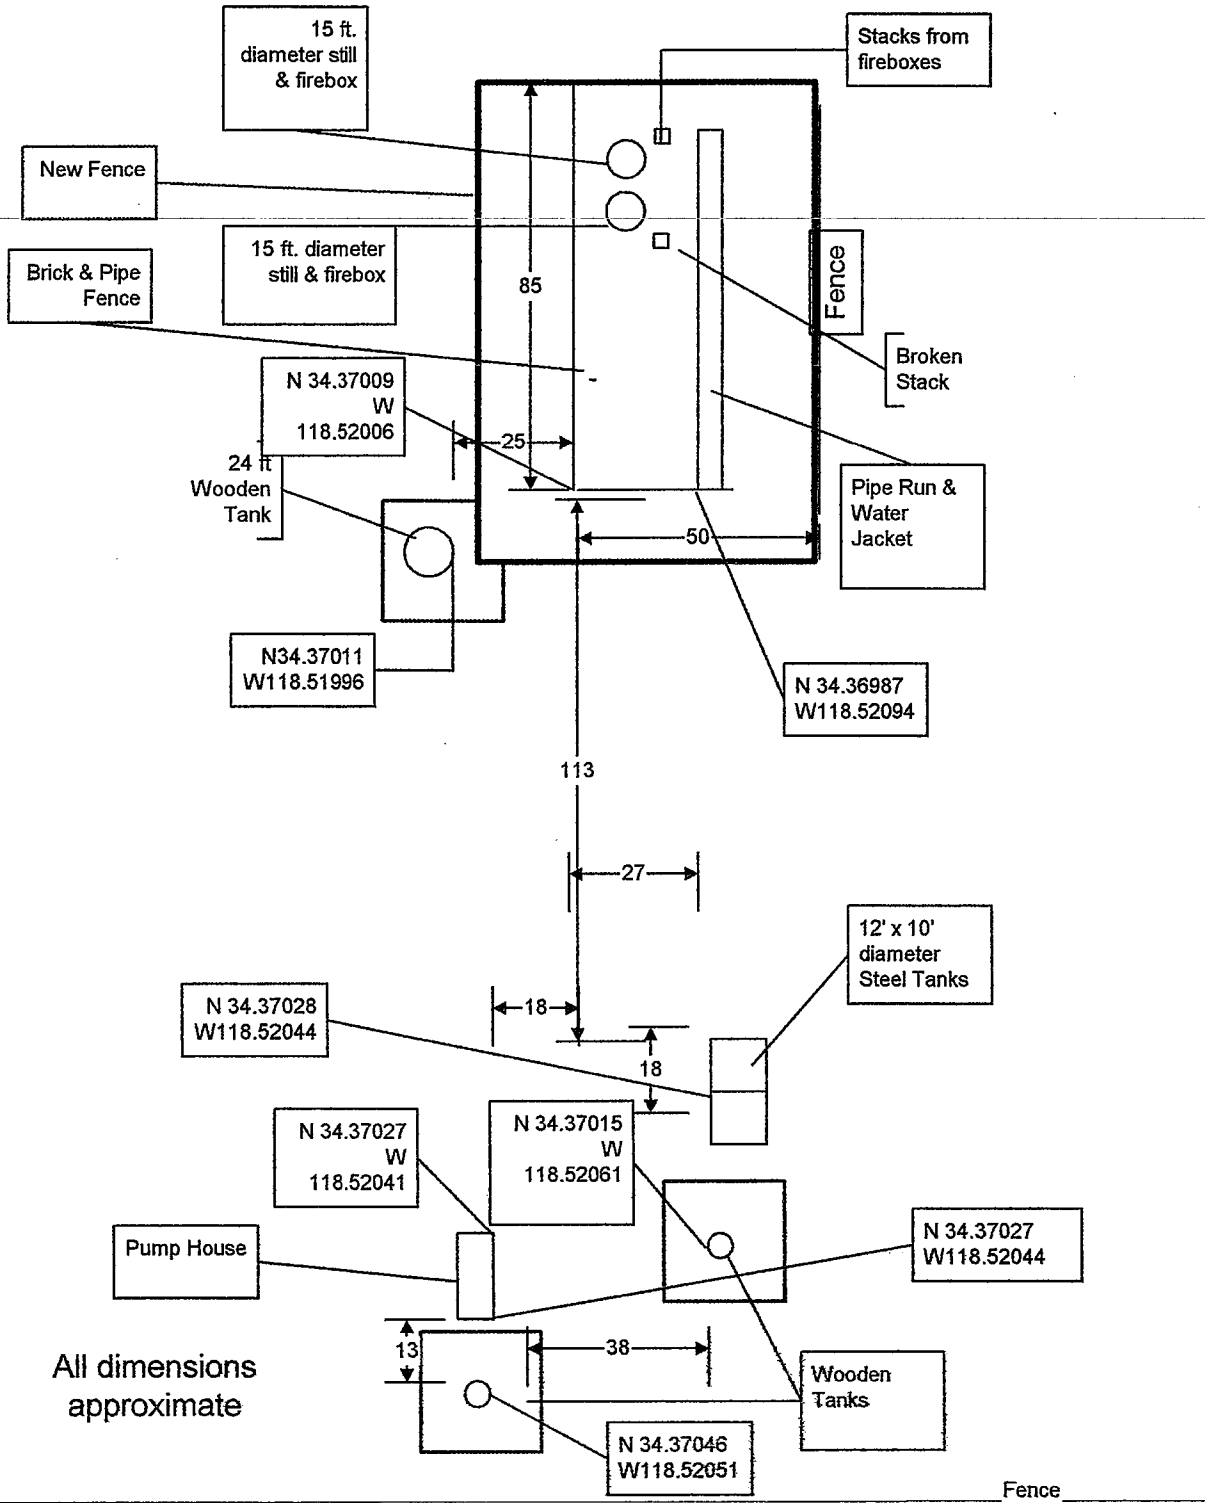 15 ft.
diameter still
& firebox
Stacks from
fireboxes
New Fence
15 ft. diameter
still & firebox
Brick & Pipe
Fence
85
Fence
Broken
Stack
N 34.37009
W
118.52006
25
24 ft
Wooden
Tank
Pipe Run &
Water
Jacket
50
N34.37011
W118.51996
N 34.36987
W118.52094
113
27
12' x 10'
diameter
Steel Tanks
N 34.37028
W118.52044
18
18
N 34.37027
W
118.52041
N 34.37015
W
118.52061
Pump House
N 34.37027
W118.52044
13
38
All dimensions
approximate
Wooden
Tanks
N 34.37046
W118.52051
Fence